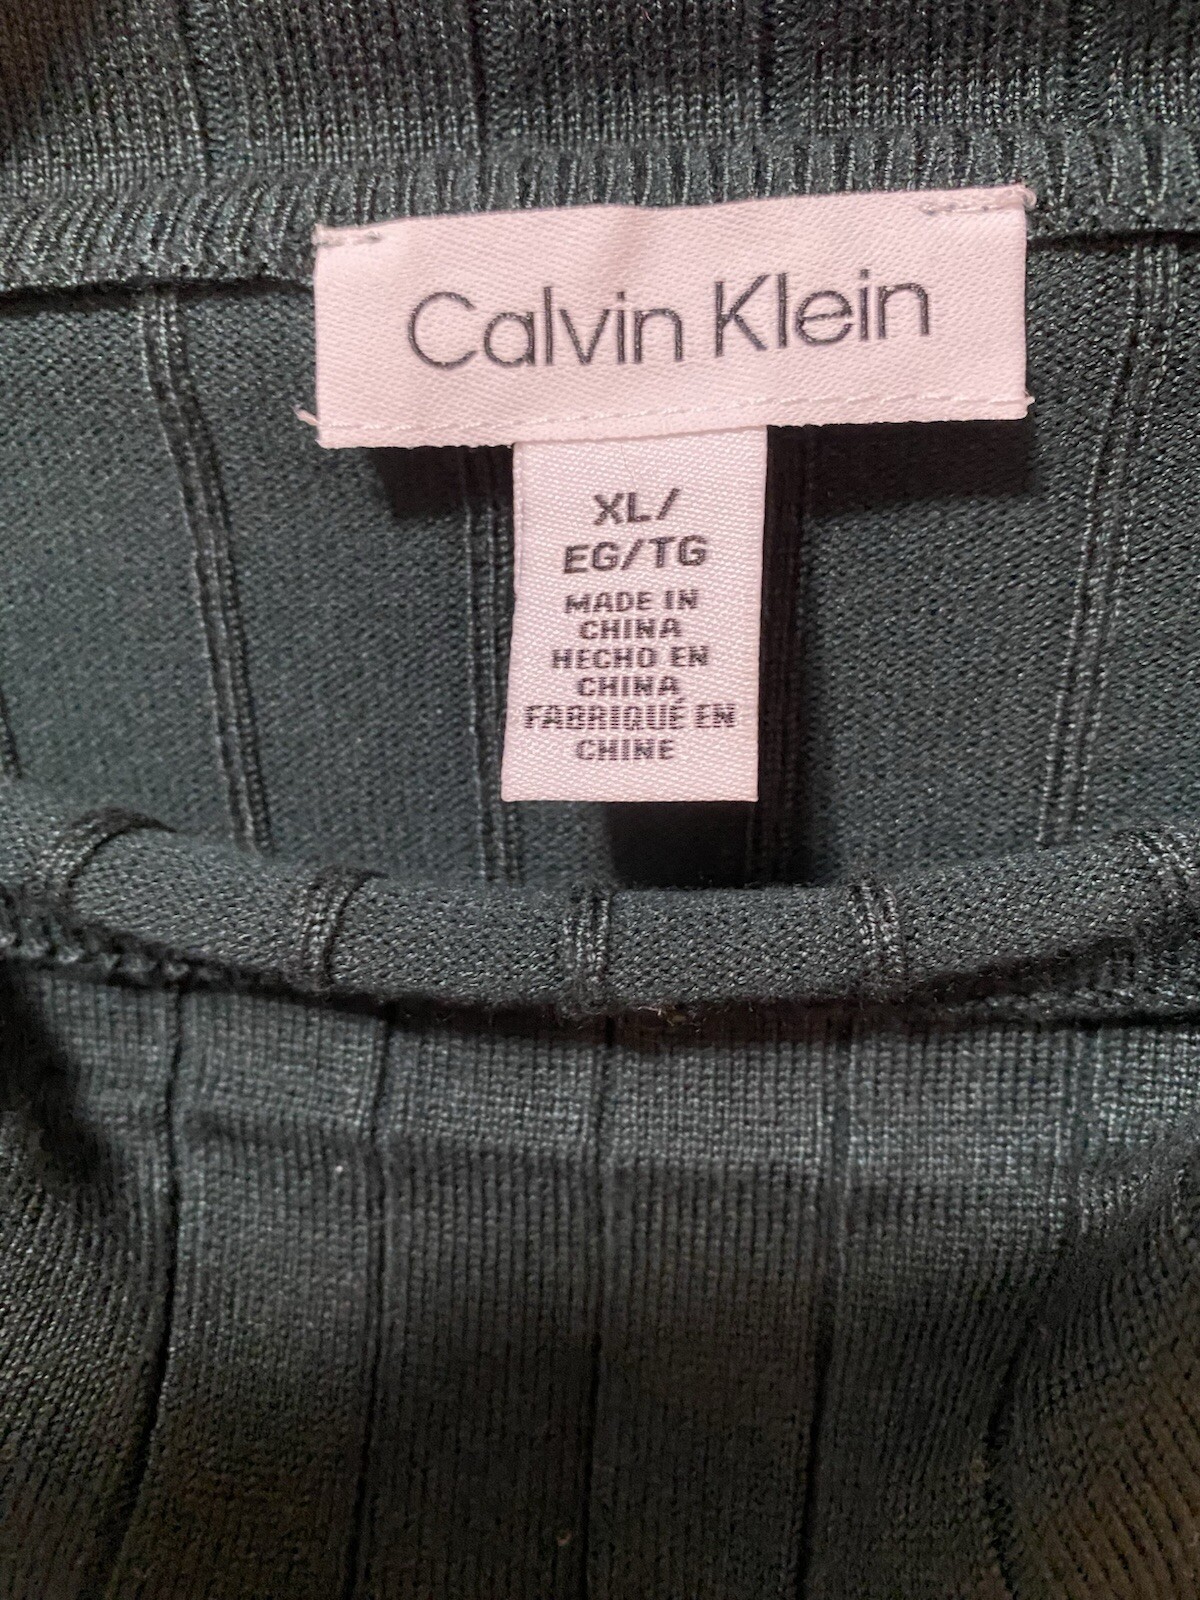 Calvin Klein
XL/
EG/TG
MADE IN
CHINA
HECHO EN
CHINA
FABRIQUÉ EN
CHINE